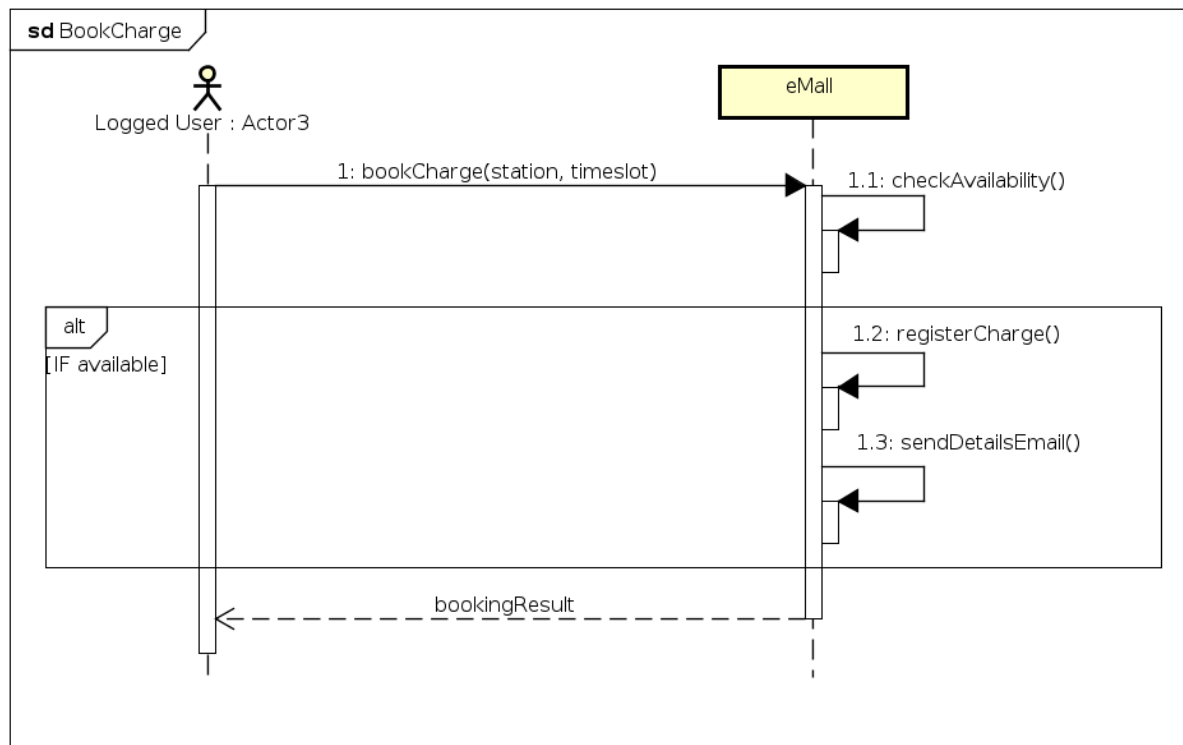 sd BookCharge
Logged User : Actor3
eMall
1: bookCharge(station, timeslot)
1.1: checkAvailability()
alt
[IF available]
1.2: registerCharge()
1.3: sendDetailsEmail()
bookingResult